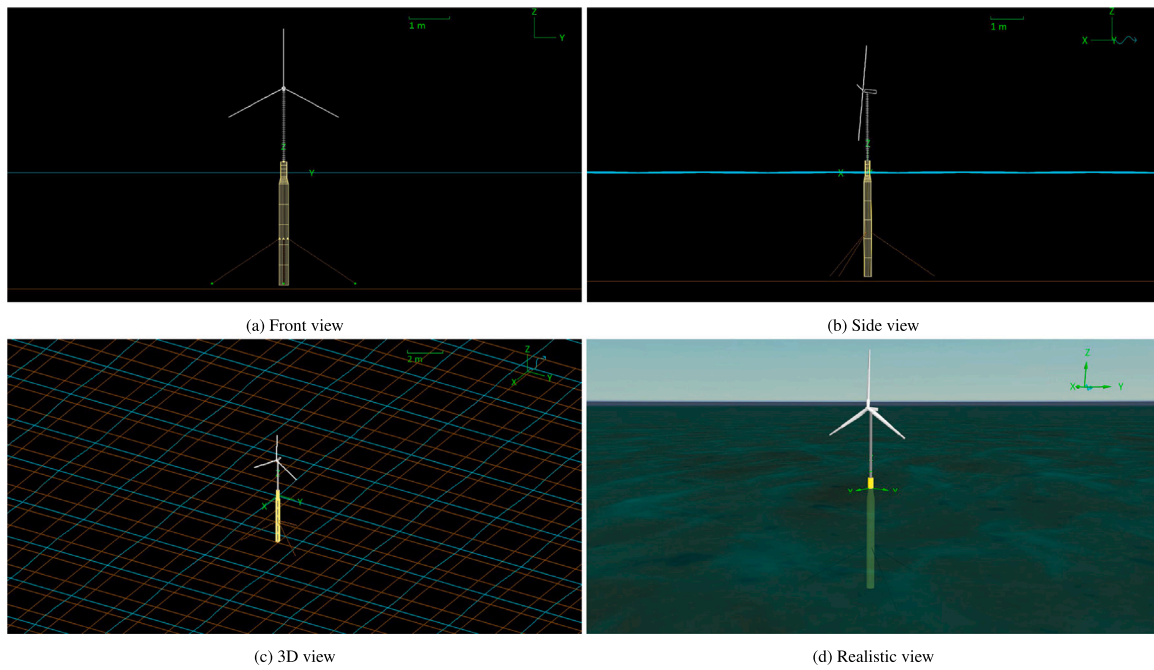 1 m
Z
Y
Z
Y
(a) Front view
1 m
Z
X
Y
Z
X
(b) Side view
2 m
Z
X
Y
X
Y
(c) 3D view
Z
X
Y
(d) Realistic view